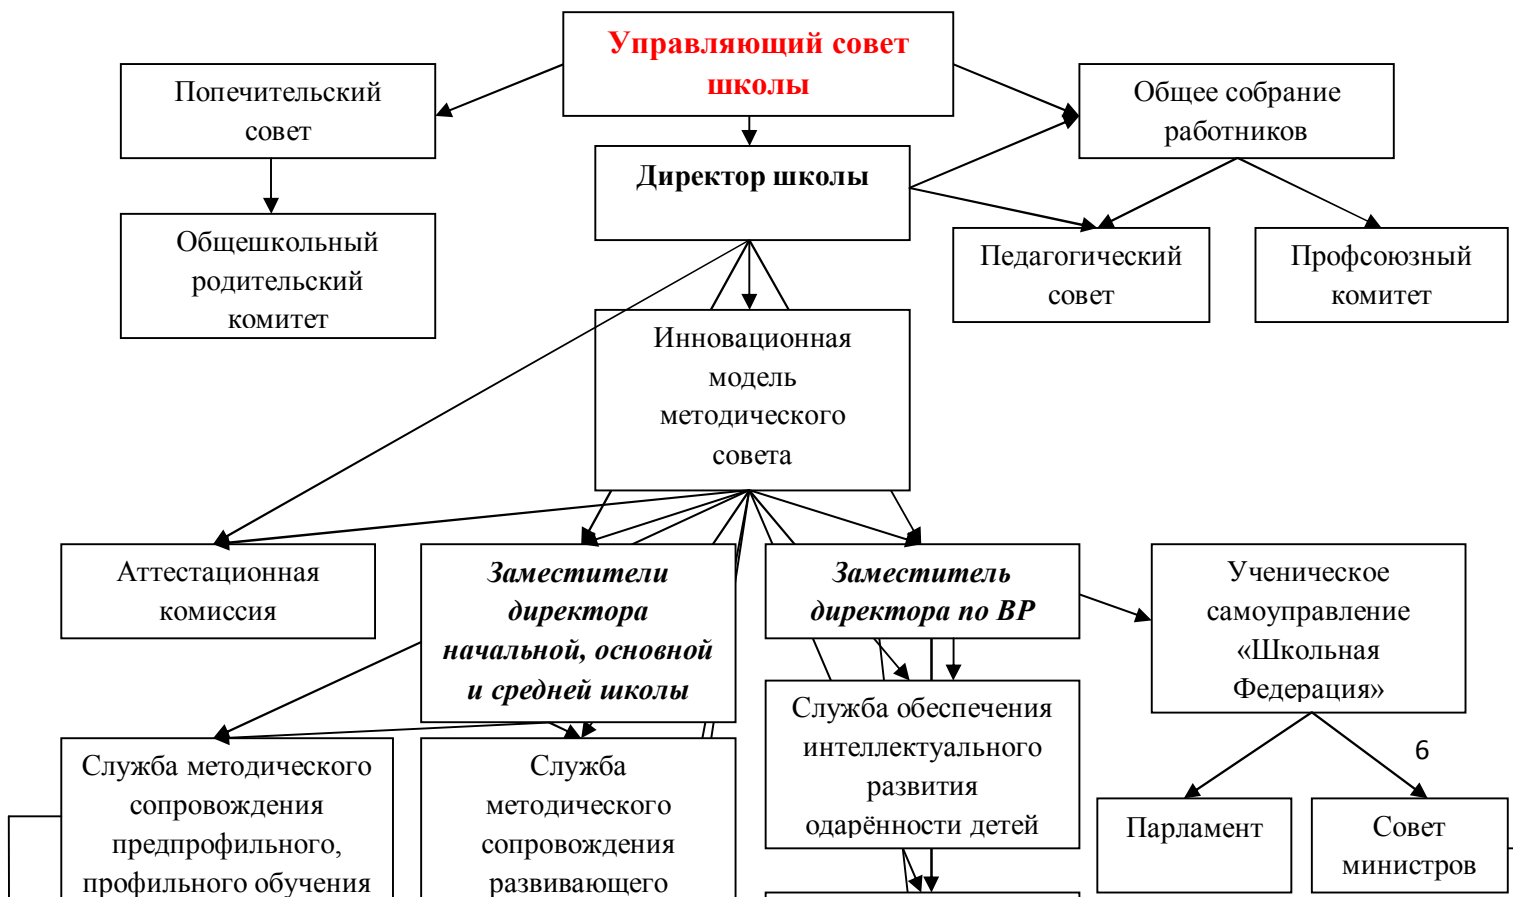 Управляющий совет
школы
Попечительский
совет
Общее собрание
работников
Директор школы
Общешкольный
родительский
комитет
Педагогический
совет
Профсоюзный
комитет
Инновационная
модель
методического
совета
Аттестационная
комиссия
Заместители
директора
начальной, основной
и средней школы
Заместитель
директора по ВР
Ученическое
самоуправление
«Школьная
Федерация»
Служба обеспечения
интеллектуального
развития
одарённости детей
6
Служба методического
сопровождения
предпрофильного,
профильного обучения
Служба
методического
сопровождения
развивающего
Парламент
Совет
министров